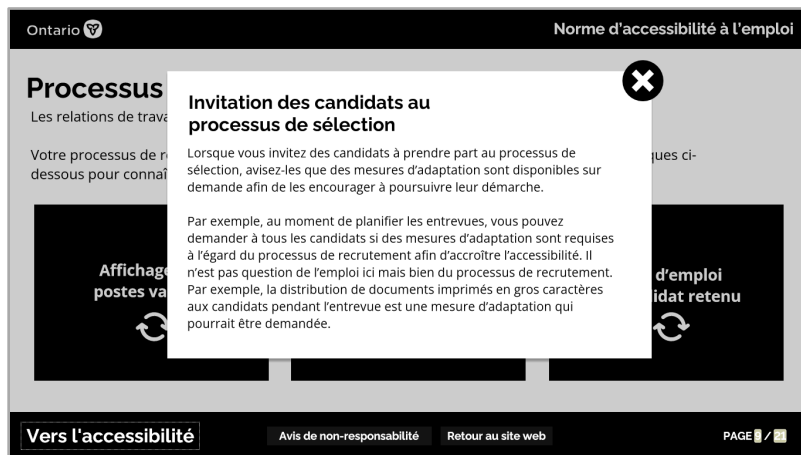 Ontario
Norme d’accessibilité à l’emploi
Processus
Les relations de
Invitation des candidats au
processus de sélection
Votre processus de
ques ci-
dessous pour
Lorsque vous invitez des candidats à prendre part au processus de
sélection, avisez-les que des mesures d’adaptation sont disponibles sur
demande afin de les encourager à poursuivre leur démarche.
Par exemple, au moment de planifier les entrevues, vous pouvez
demander à tous les candidats si des mesures d’adaptation sont requises
à l’égard du processus de recrutement afin d’accroître l’accessibilité. Il
n’est pas question de l’emploi ici mais bien du processus de recrutement.
Par exemple, la distribution de documents imprimés en gros caractères
aux candidats pendant l’entrevue est une mesure d’adaptation qui
pourrait être demandée.
Affichage
postes va
d’emploi
idat retenu
Vers l'accessibilité
Avis de non-responsabilité
Retour au site web
PAGE 9 / 21